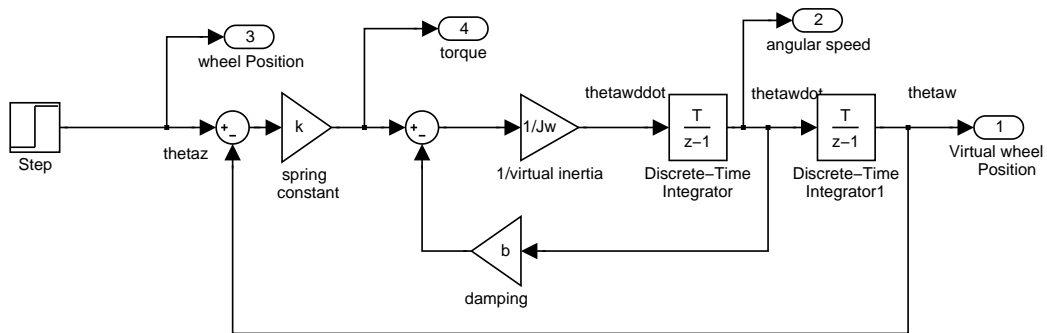 3
wheel Position
4
torque
2
angular speed
Step
+
−
thetaz
k
spring
constant
+
−
1/Jw
1/virtual inertia
thetawddot
T
z−1
Discrete−Time
Integrator
thetawdot
T
z−1
Discrete−Time
Integrator1
thetaw
1
Virtual wheel
Position
b
damping